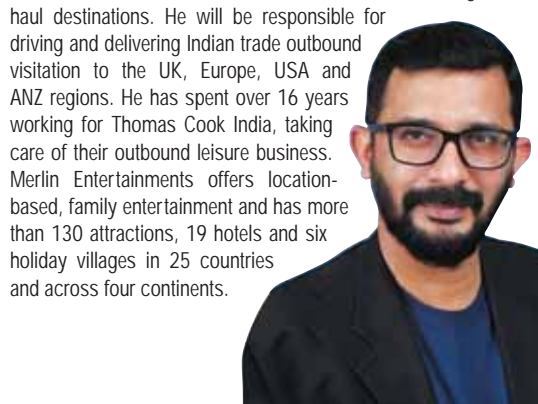 haul destinations. He will be responsible for
driving and delivering Indian trade outbound
visitation to the UK, Europe, USA and
ANZ regions. He has spent over 16 years
working for Thomas Cook India, taking
care of their outbound leisure business.
Merlin Entertainments offers location-
based, family entertainment and has more
than 130 attractions, 19 hotels and six
holiday villages in 25 countries
and across four continents.